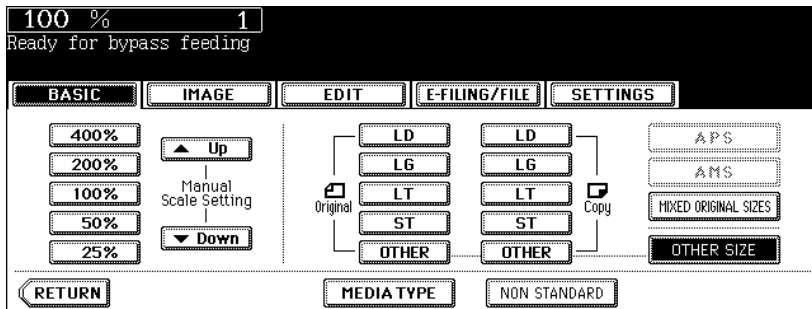 100 % 1
Ready for bypass feeding
BASIC IMAGE EDIT E-FILING/FILE SETTINGS
400% ▲ Up LD LD APS
200% LG LG AMS
100% Manual Scale Setting Original LT LT Copy MIXED ORIGINAL SIZES
50% ST ST
25% ▼ Down OTHER OTHER OTHER SIZE
RETURN MEDIA TYPE NON STANDARD